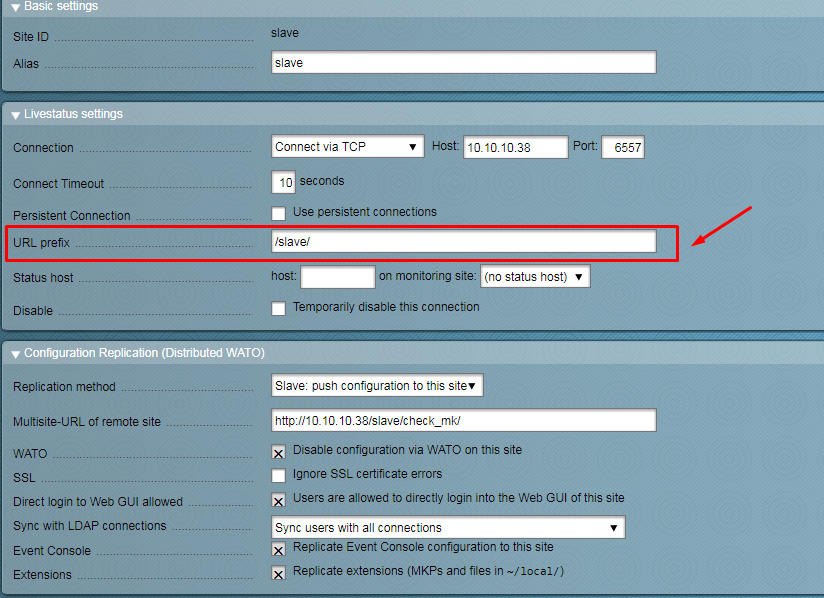 Basic settings
Site ID slave
Alias slave
Livestatus settings
Connection Connect via TCP Host: 10.10.10.38 Port: 6557
Connect Timeout 10 seconds
Persistent Connection Use persistent connections
URL prefix /slave/
Status host host: on monitoring site: (no status host)
Disable Temporarily disable this connection
Configuration Replication (Distributed WATO)
Replication method Slave: push configuration to this site
Multisite-URL of remote site http://10.10.10.38/slave/check_mk/
WATO Disable configuration via WATO on this site
SSL Ignore SSL certificate errors
Direct login to Web GUI allowed Users are allowed to directly login into the Web GUI of this site
Sync with LDAP connections Sync users with all connections
Event Console Replicate Event Console configuration to this site
Extensions Replicate extensions (MKPs and files in ~/local/)